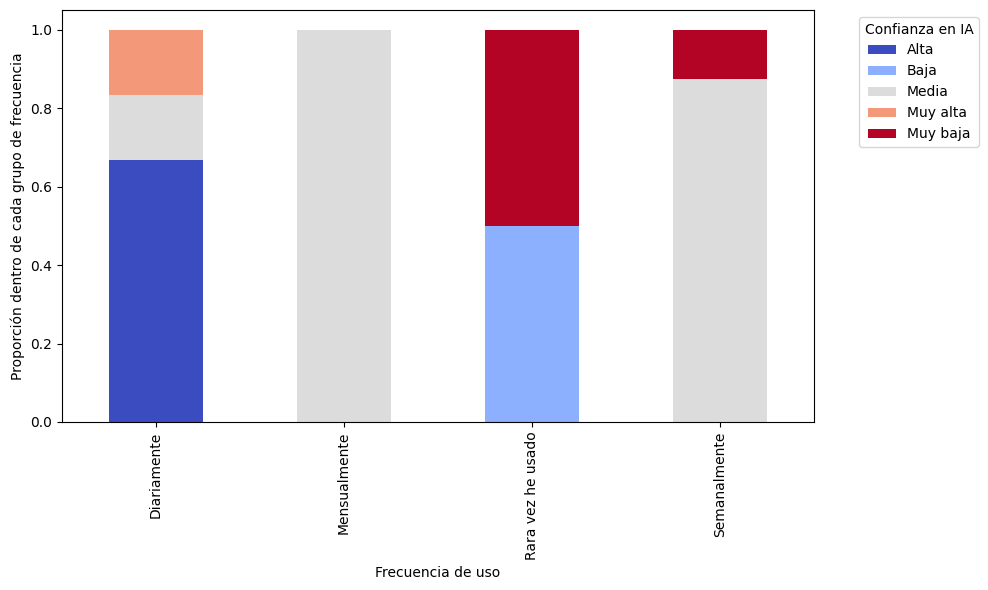 Proporción dentro de cada grupo de frecuencia
1.0
0.8
0.6
0.4
0.2
0.0
Diariamente
Mensualmente
Rara vez he usado
Semanalmente
Frecuencia de uso
Confianza en IA
Alta
Baja
Media
Muy alta
Muy baja